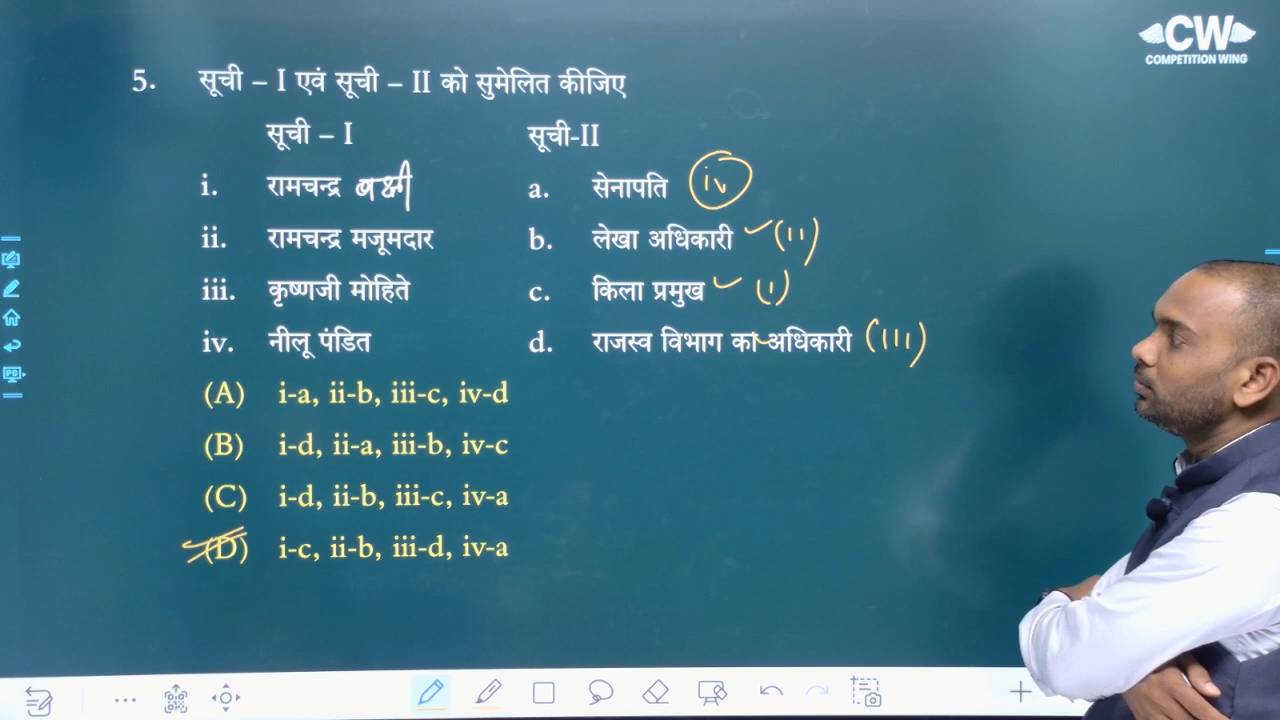 CW
COMPETITION WING
5. सूची – I एवं सूची – II को सुमेलित कीजिए
सूची – I सूची-II
i. रामचन्द्र बक्षी a. सेनापति (iv)
ii. रामचन्द्र मजूमदार b. लेखा अधिकारी (ii)
iii. कृष्णजी मोहिते c. किला प्रमुख (i)
iv. नीलू पंडित d. राजस्व विभाग का अधिकारी (iii)
(A) i-a, ii-b, iii-c, iv-d
(B) i-d, ii-a, iii-b, iv-c
(C) i-d, ii-b, iii-c, iv-a
(D) i-c, ii-b, iii-d, iv-a